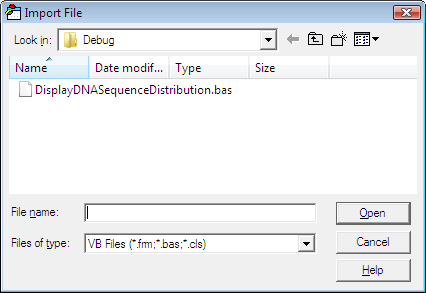 Import File
Look in: Debug
Name Date modif... Type Size
DisplayDNASequenceDistribution.bas
File name: Open
Files of type: VB Files (*.frm;*.bas;*.cls) Cancel
Help